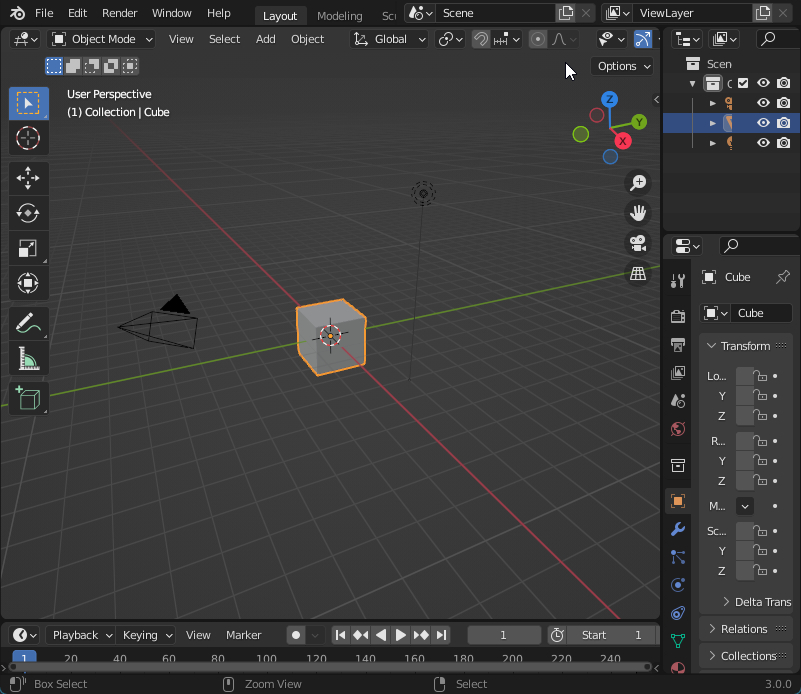 File Edit Render Window Help Layout Modeling Sc Scene ViewLayer
Object Mode View Select Add Object Global
Options
User Perspective
(1) Collection | Cube
Z
Y
X
Scen
C
Cube
Cube
Transform
Lo...
Y
Z
R...
Y
Z
M...
Sc...
Y
Z
Delta Trans
Relations
Collections
Playback Keying View Marker 1 Start 1
1 20 40 60 80 100 120 140 160 180 200 220 240
Box Select Zoom View Select 3.0.0